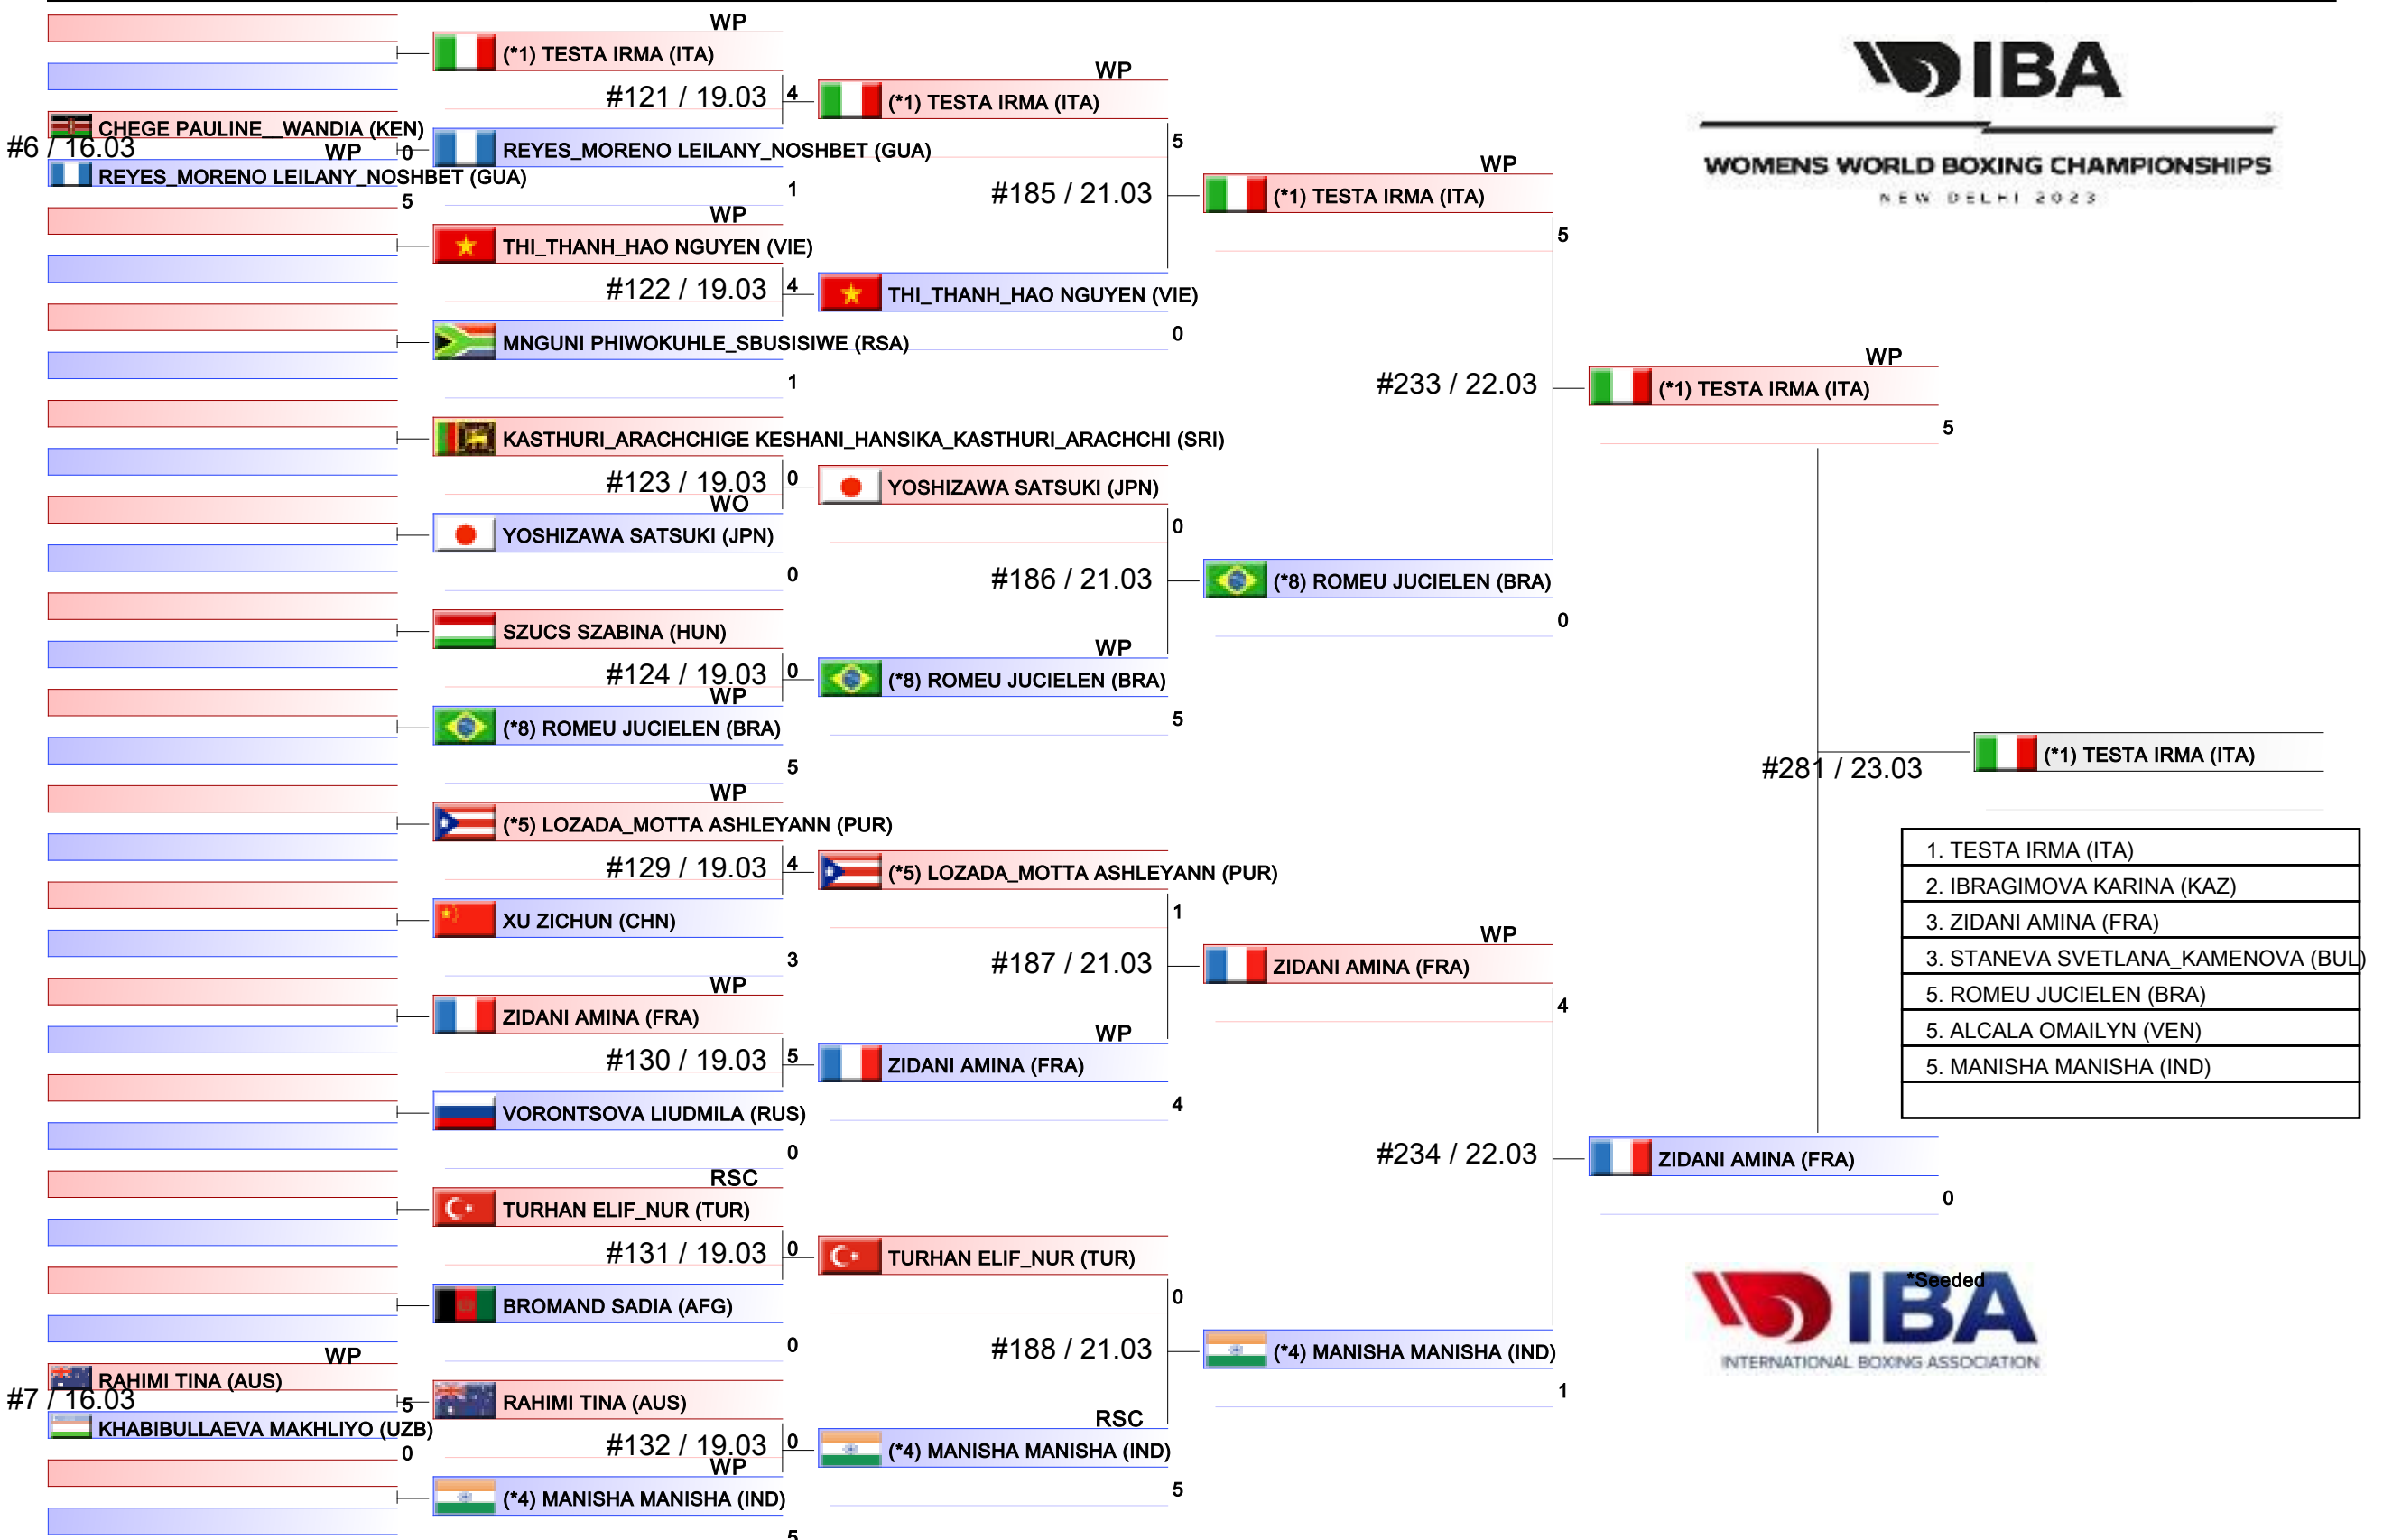 IBA
WOMENS WORLD BOXING CHAMPIONSHIPS
NEW DELHI 2023
CHEGE PAULINE__WANDIA (KEN)
#6 / 16.03
WP
0
REYES_MORENO LEILANY_NOSHBET (GUA)
5
WP
RAHIMI TINA (AUS)
#7 / 16.03
5
KHABIBULLAEVA MAKHLIYO (UZB)
0
WP
(*1) TESTA IRMA (ITA)
#121 / 19.03
4
REYES_MORENO LEILANY_NOSHBET (GUA)
1
WP
THI_THANH_HAO NGUYEN (VIE)
#122 / 19.03
4
MNGUNI PHIWOKUHLE_SBUSISIWE (RSA)
1
KASTHURI_ARACHCHIGE KESHANI_HANSIKA_KASTHURI_ARACHCHI (SRI)
#123 / 19.03
0
WO
YOSHIZAWA SATSUKI (JPN)
0
SZUCS SZABINA (HUN)
#124 / 19.03
0
WP
(*8) ROMEU JUCIELEN (BRA)
5
WP
(*5) LOZADA_MOTTA ASHLEYANN (PUR)
#129 / 19.03
4
XU ZICHUN (CHN)
3
WP
ZIDANI AMINA (FRA)
#130 / 19.03
5
VORONTSOVA LIUDMILA (RUS)
0
RSC
TURHAN ELIF_NUR (TUR)
#131 / 19.03
0
BROMAND SADIA (AFG)
0
RAHIMI TINA (AUS)
#132 / 19.03
0
WP
(*4) MANISHA MANISHA (IND)
5
WP
(*1) TESTA IRMA (ITA)
5
#185 / 21.03
THI_THANH_HAO NGUYEN (VIE)
0
YOSHIZAWA SATSUKI (JPN)
0
#186 / 21.03
WP
(*8) ROMEU JUCIELEN (BRA)
5
(*5) LOZADA_MOTTA ASHLEYANN (PUR)
1
#187 / 21.03
WP
ZIDANI AMINA (FRA)
4
TURHAN ELIF_NUR (TUR)
0
#188 / 21.03
RSC
(*4) MANISHA MANISHA (IND)
5
WP
(*1) TESTA IRMA (ITA)
5
#233 / 22.03
(*8) ROMEU JUCIELEN (BRA)
0
WP
ZIDANI AMINA (FRA)
4
#234 / 22.03
(*4) MANISHA MANISHA (IND)
1
WP
(*1) TESTA IRMA (ITA)
5
#281 / 23.03
ZIDANI AMINA (FRA)
0
(*1) TESTA IRMA (ITA)
1. TESTA IRMA (ITA)
2. IBRAGIMOVA KARINA (KAZ)
3. ZIDANI AMINA (FRA)
3. STANEVA SVETLANA_KAMENOVA (BUL)
5. ROMEU JUCIELEN (BRA)
5. ALCALA OMAILYN (VEN)
5. MANISHA MANISHA (IND)
*Seeded
IBA
INTERNATIONAL BOXING ASSOCIATION